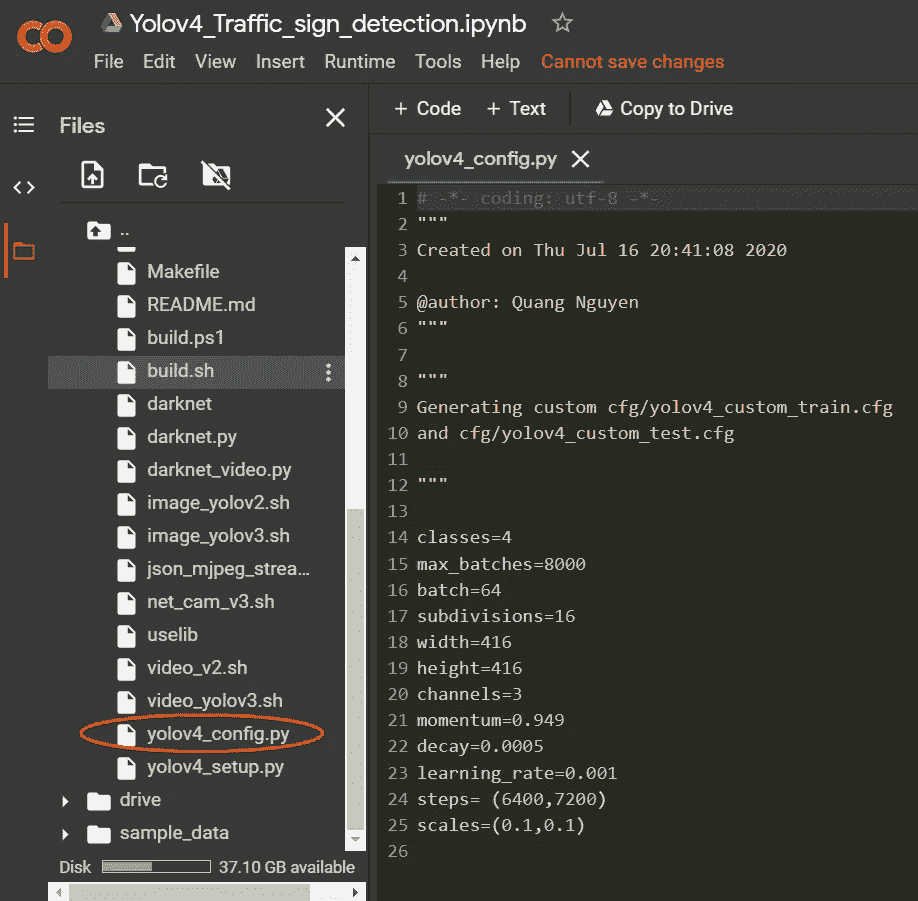 Yolov4_Traffic_sign_detection.ipynb
File Edit View Insert Runtime Tools Help Cannot save changes
Files
+ Code + Text Copy to Drive
yolov4_config.py
..
Makefile
README.md
build.ps1
build.sh
darknet
darknet.py
darknet_video.py
image_yolov2.sh
image_yolov3.sh
json_mjpeg_strea...
net_cam_v3.sh
uselib
video_v2.sh
video_yolov3.sh
yolov4_config.py
yolov4_setup.py
drive
sample_data
Disk 37.10 GB available
1 # -*- coding: utf-8 -*-
2 """
3 Created on Thu Jul 16 20:41:08 2020
4
5 @author: Quang Nguyen
6 """
7
8 """
9 Generating custom cfg/yolov4_custom_train.cfg
10 and cfg/yolov4_custom_test.cfg
11
12 """
13
14 classes=4
15 max_batches=8000
16 batch=64
17 subdivisions=16
18 width=416
19 height=416
20 channels=3
21 momentum=0.949
22 decay=0.0005
23 learning_rate=0.001
24 steps= (6400,7200)
25 scales=(0.1,0.1)
26